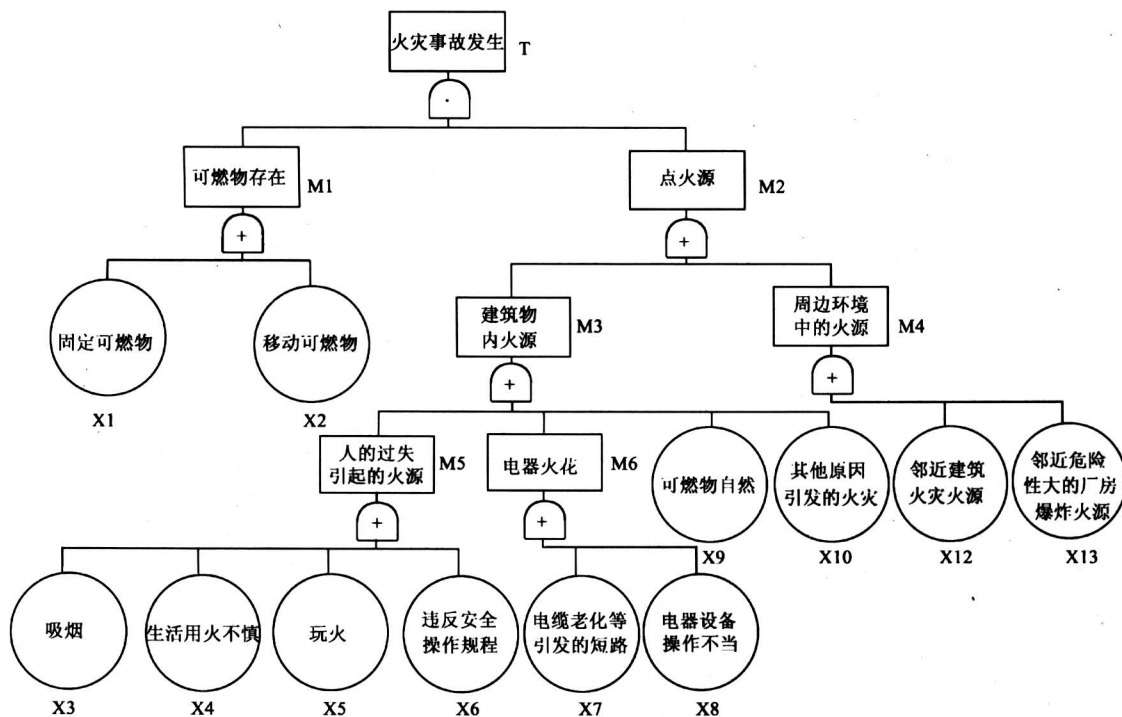 火灾事故发生
T
·
可燃物存在
M1
点火源
M2
+
+
固定可燃物
移动可燃物
X1
X2
建筑物
内火源
M3
周边环境
中的火源
M4
+
+
人的过失
引起的火源
M5
电器火花
M6
可燃物自然
其他原因
引发的火灾
邻近建筑
火灾火源
邻近危险
性大的厂房
爆炸火源
+
+
X9
X10
X12
X13
吸烟
生活用火不慎
玩火
违反安全
操作规程
电缆老化等
引发的短路
电器设备
操作不当
X3
X4
X5
X6
X7
X8